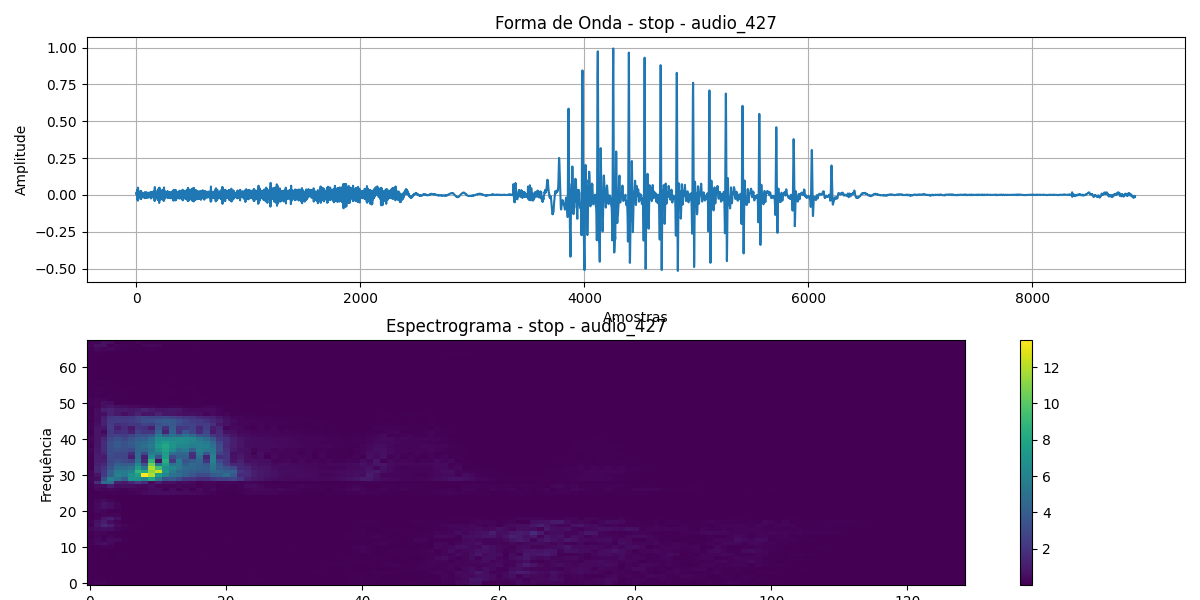 Forma de Onda - stop - audio_427
1.00
0.75
0.50
0.25
0.00
−0.25
−0.50
Amplitude
0 2000 4000 6000 8000
Amostras
Espectrograma - stop - audio_427
60
50
40
30
20
10
0
Frequência
0 20 40 60 80 100 120
12
10
8
6
4
2